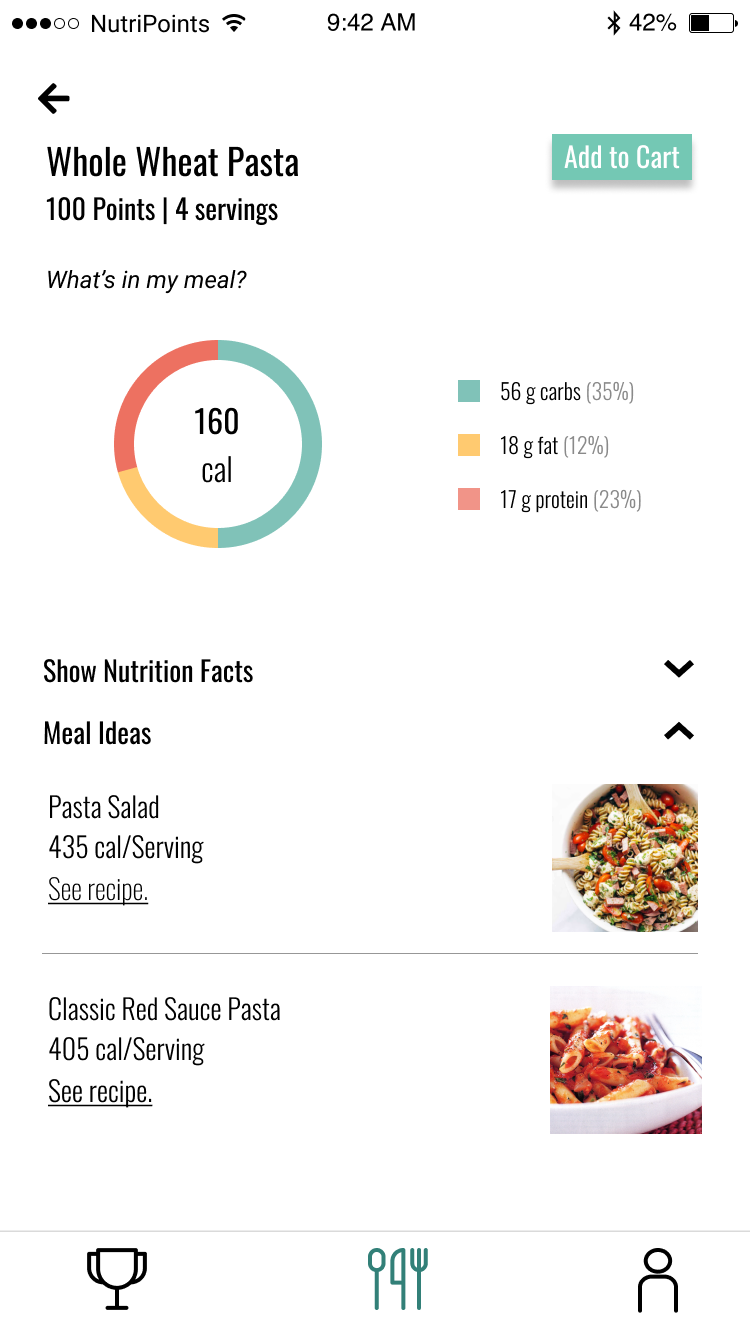 NutriPoints 9:42 AM 42%
Whole Wheat Pasta
Add to Cart
100 Points | 4 servings
What’s in my meal?
160
cal
56 g carbs (35%)
18 g fat (12%)
17 g protein (23%)
Show Nutrition Facts
Meal Ideas
Pasta Salad
435 cal/Serving
See recipe.
Classic Red Sauce Pasta
405 cal/Serving
See recipe.